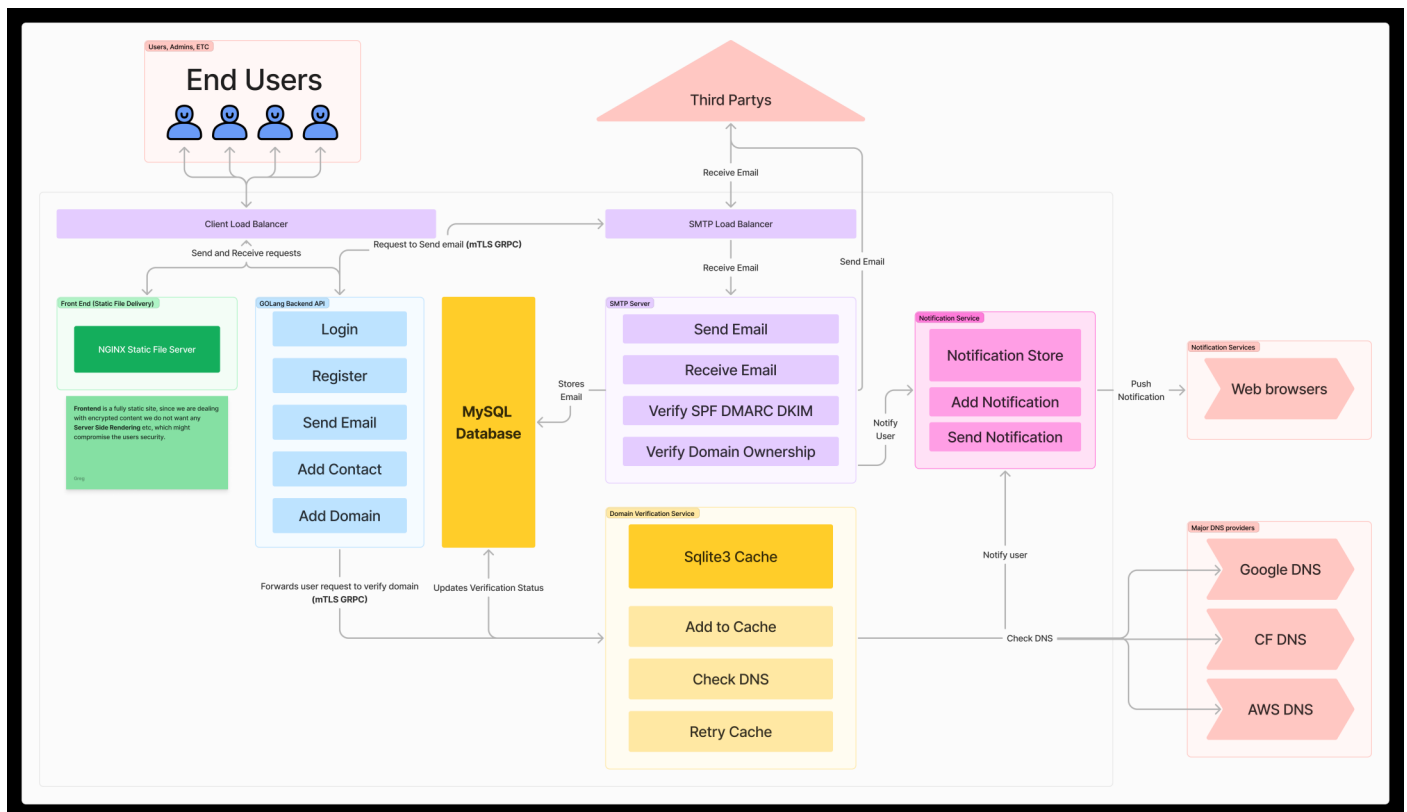 Users, Admins, ETC
End Users
Third Partys
Receive Email
Client Load Balancer
SMTP Load Balancer
Request to Send email (mTLS GRPC)
Send and Receive requests
Receive Email
Send Email
Front End (Static File Delivery)
NGINX Static File Server
Frontend is a fully static site, since we are dealing
with encrypted content we do not want any
Server Side Rendering etc, which might
compromise the users security.
GOLang Backend API
Login
Register
Send Email
Add Contact
Add Domain
MySQL
Database
Stores
Email
SMTP Server
Send Email
Receive Email
Verify SPF DMARC DKIM
Verify Domain Ownership
Notify
User
Notification Service
Notification Store
Add Notification
Send Notification
Push
Notification
Notification Services
Web browsers
Forwards user request to verify domain
(mTLS GRPC)
Updates Verification Status
Domain Verification Service
Sqlite3 Cache
Add to Cache
Check DNS
Retry Cache
Notify user
Check DNS
Major DNS providers
Google DNS
CF DNS
AWS DNS